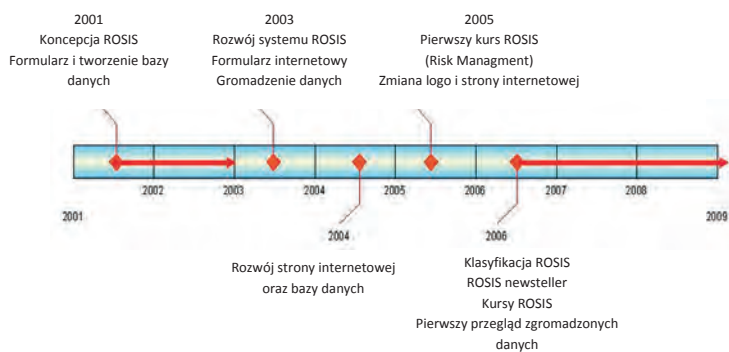 2001
Koncepcja ROSIS
Formularz i tworzenie bazy
danych
2003
Rozwój systemu ROSIS
Formularz internetowy
Gromadzenie danych
2005
Pierwszy kurs ROSIS
(Risk Managment)
Zmiana logo i strony internetowej
2002
2003
2004
2005
2006
2007
2008
2001
2009
2004
2006
Rozwój strony internetowej
oraz bazy danych
Klasyfikacja ROSIS
ROSIS newsteller
Kursy ROSIS
Pierwszy przegląd zgromadzonych
danych